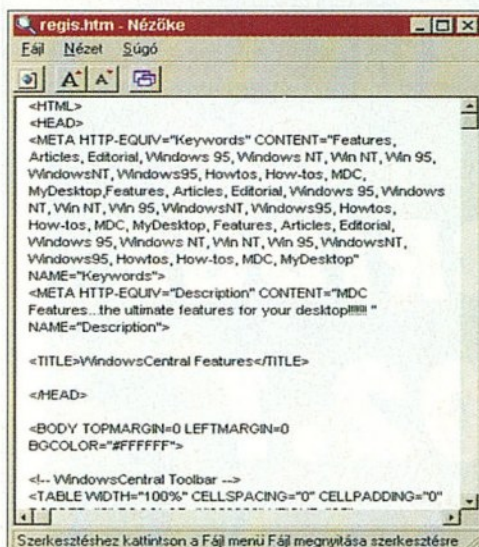 regis.htm - Nézőke
Fájl Nézet Súgó
A A
<HTML>
<HEAD>
<META HTTP-EQUIV="Keywords" CONTENT="Features,
Articles, Editorial, Windows 95, Windows NT, Win NT, Win 95,
WindowsNT, Windows95, Howtos, How-tos, MDC,
MyDesktop,Features, Articles, Editorial, Windows 95, Windows
NT, Win NT, Win 95, WindowsNT, Windows95, Howtos,
How-tos, MDC, MyDesktop, Features, Articles, Editorial,
Windows 95, Windows NT, Win NT, Win 95, WindowsNT,
Windows95, Howtos, How-tos, MDC, MyDesktop"
NAME="Keywords">
<META HTTP-EQUIV="Description" CONTENT="MDC
Features...the ultimate features for your desktop!!!!!! "
NAME="Description">
<TITLE>WindowsCentral Features</TITLE>
</HEAD>
<BODY TOPMARGIN=0 LEFTMARGIN=0
BGCOLOR="#FFFFFF">
<!-- WindowsCentral Toolbar -->
<TABLE WIDTH="100%" CELLSPACING="0" CELLPADDING="0"
Szerkesztéshez kattintson a Fájl menü Fájl megnyitása szerkesztésre